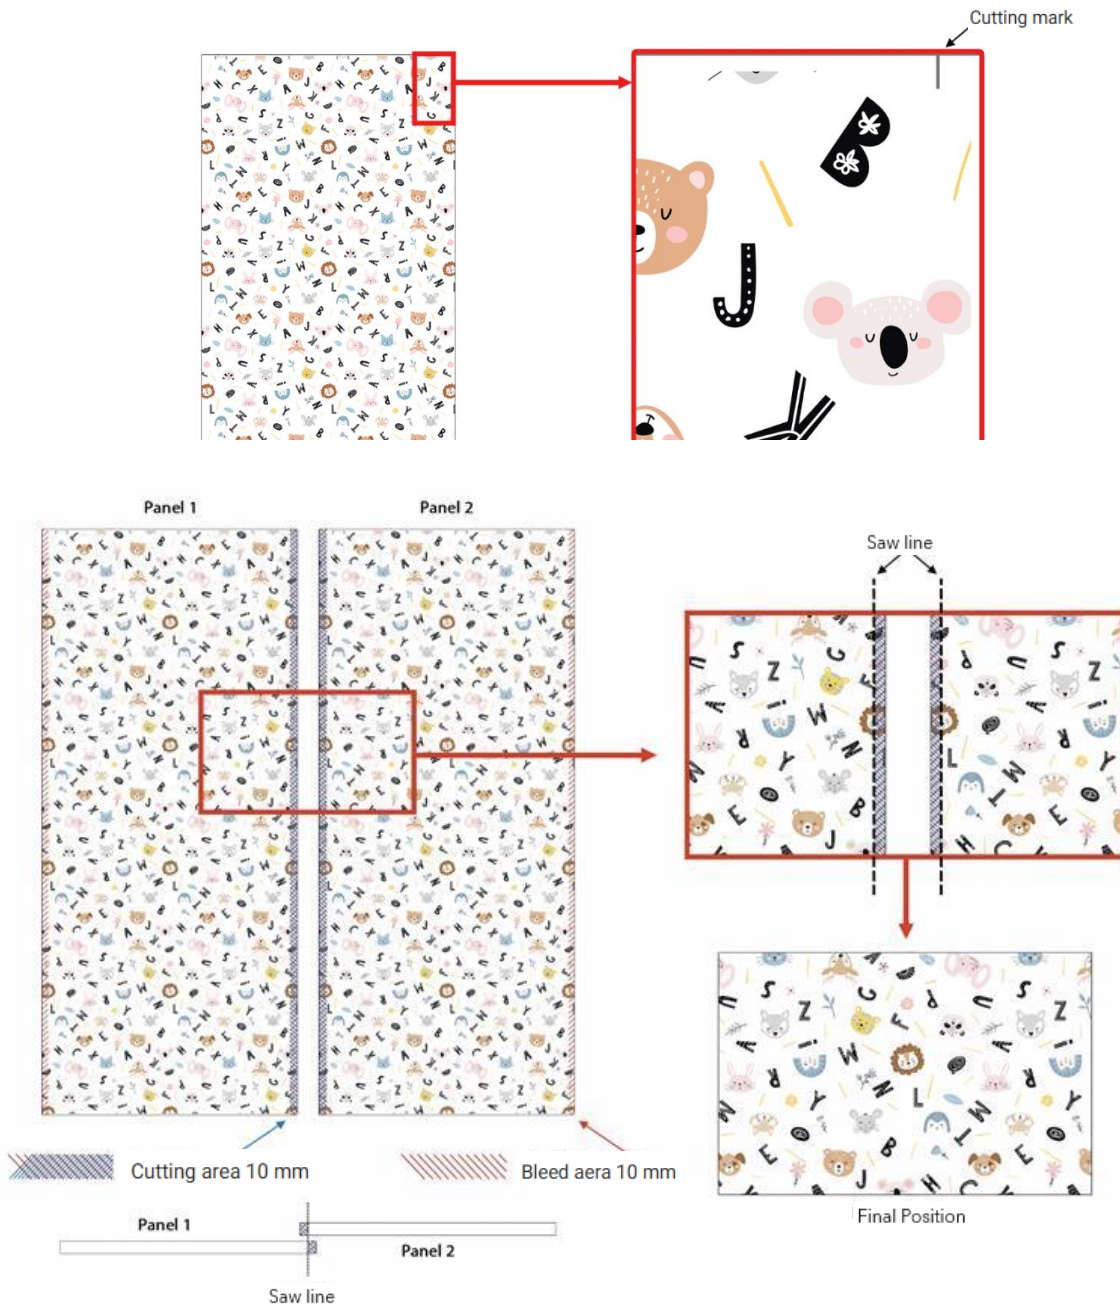 Cutting mark
Panel 1
Panel 2
Saw line
Cutting area 10 mm
Bleed aera 10 mm
Panel 1
Panel 2
Saw line
Final Position